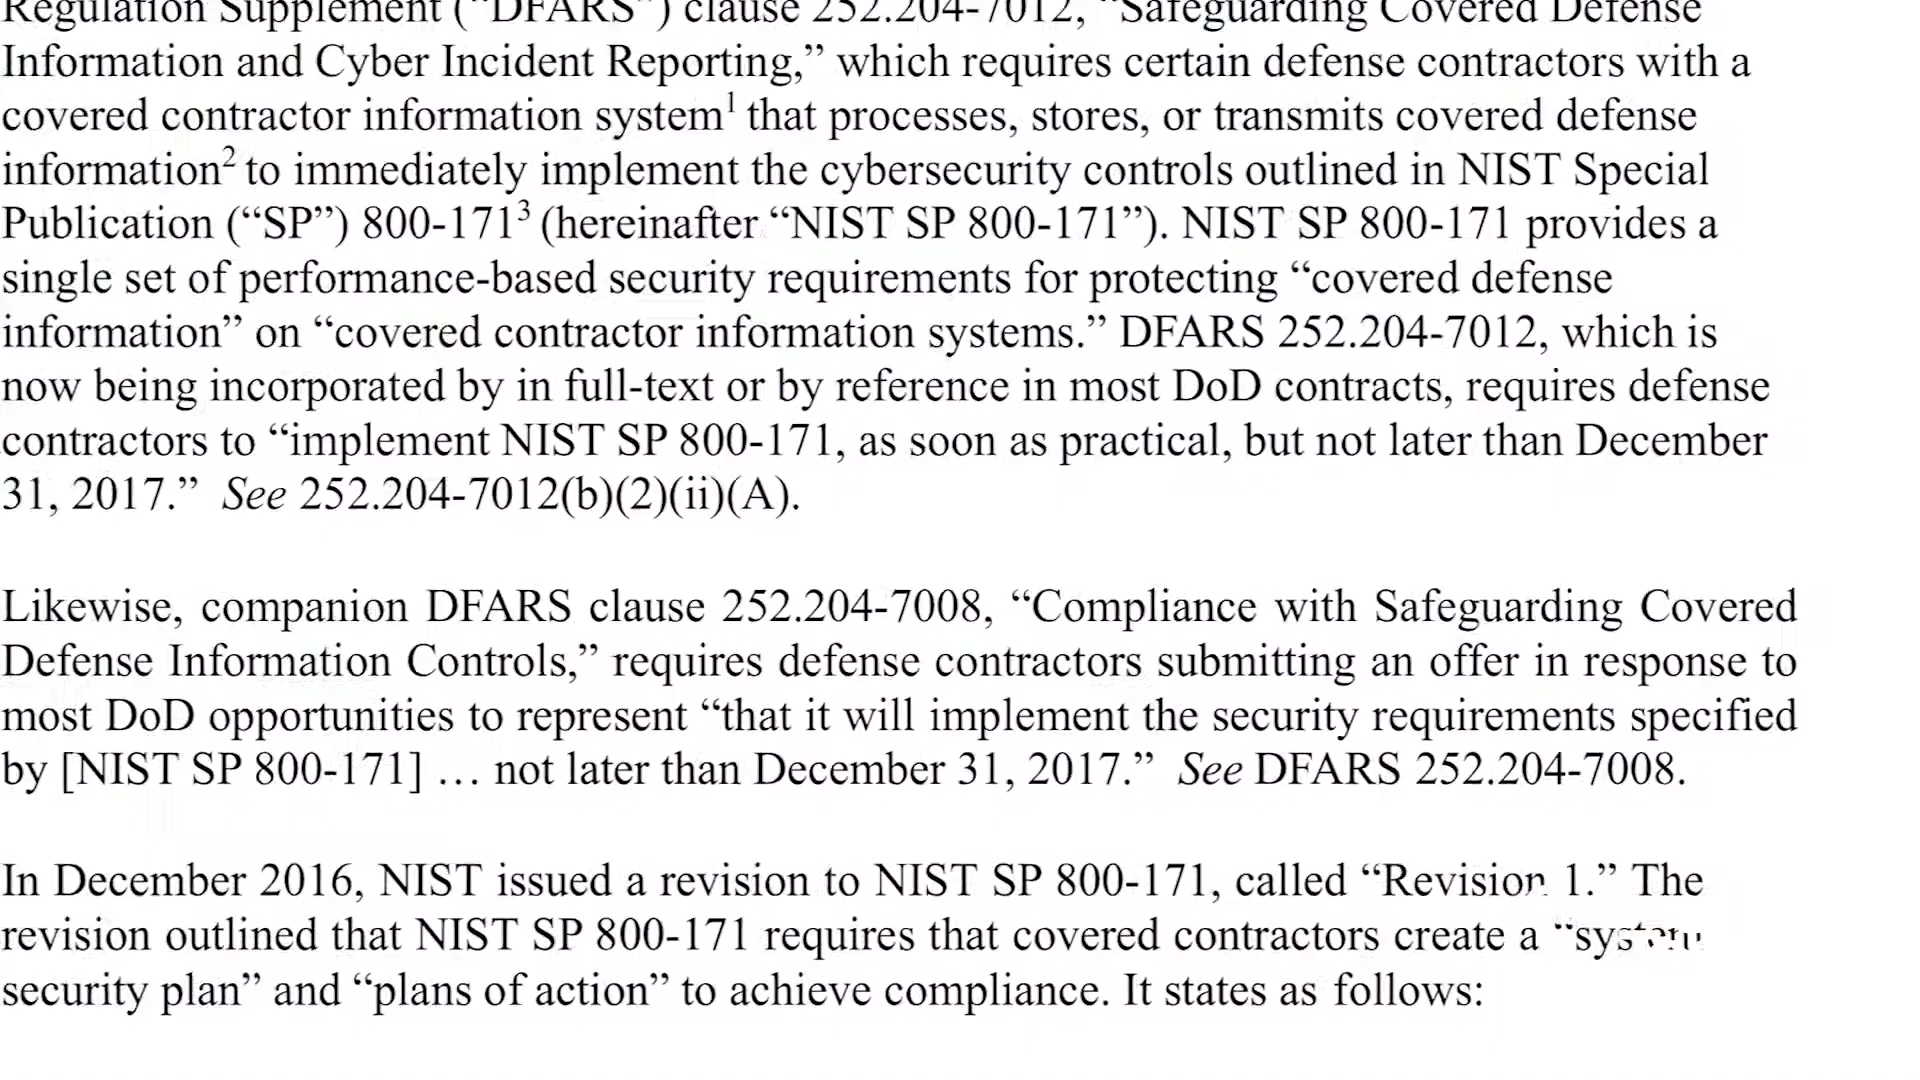 Regulation Supplement (“DFARS”) clause 252.204-7012, “Safeguarding Covered Defense
Information and Cyber Incident Reporting,” which requires certain defense contractors with a
covered contractor information system1 that processes, stores, or transmits covered defense
information2 to immediately implement the cybersecurity controls outlined in NIST Special
Publication (“SP”) 800-1713 (hereinafter “NIST SP 800-171”). NIST SP 800-171 provides a
single set of performance-based security requirements for protecting “covered defense
information” on “covered contractor information systems.” DFARS 252.204-7012, which is
now being incorporated by in full-text or by reference in most DoD contracts, requires defense
contractors to “implement NIST SP 800-171, as soon as practical, but not later than December
31, 2017.” See 252.204-7012(b)(2)(ii)(A).
Likewise, companion DFARS clause 252.204-7008, “Compliance with Safeguarding Covered
Defense Information Controls,” requires defense contractors submitting an offer in response to
most DoD opportunities to represent “that it will implement the security requirements specified
by [NIST SP 800-171] … not later than December 31, 2017.” See DFARS 252.204-7008.
In December 2016, NIST issued a revision to NIST SP 800-171, called “Revision 1.” The
revision outlined that NIST SP 800-171 requires that covered contractors create a “system
security plan” and “plans of action” to achieve compliance. It states as follows: